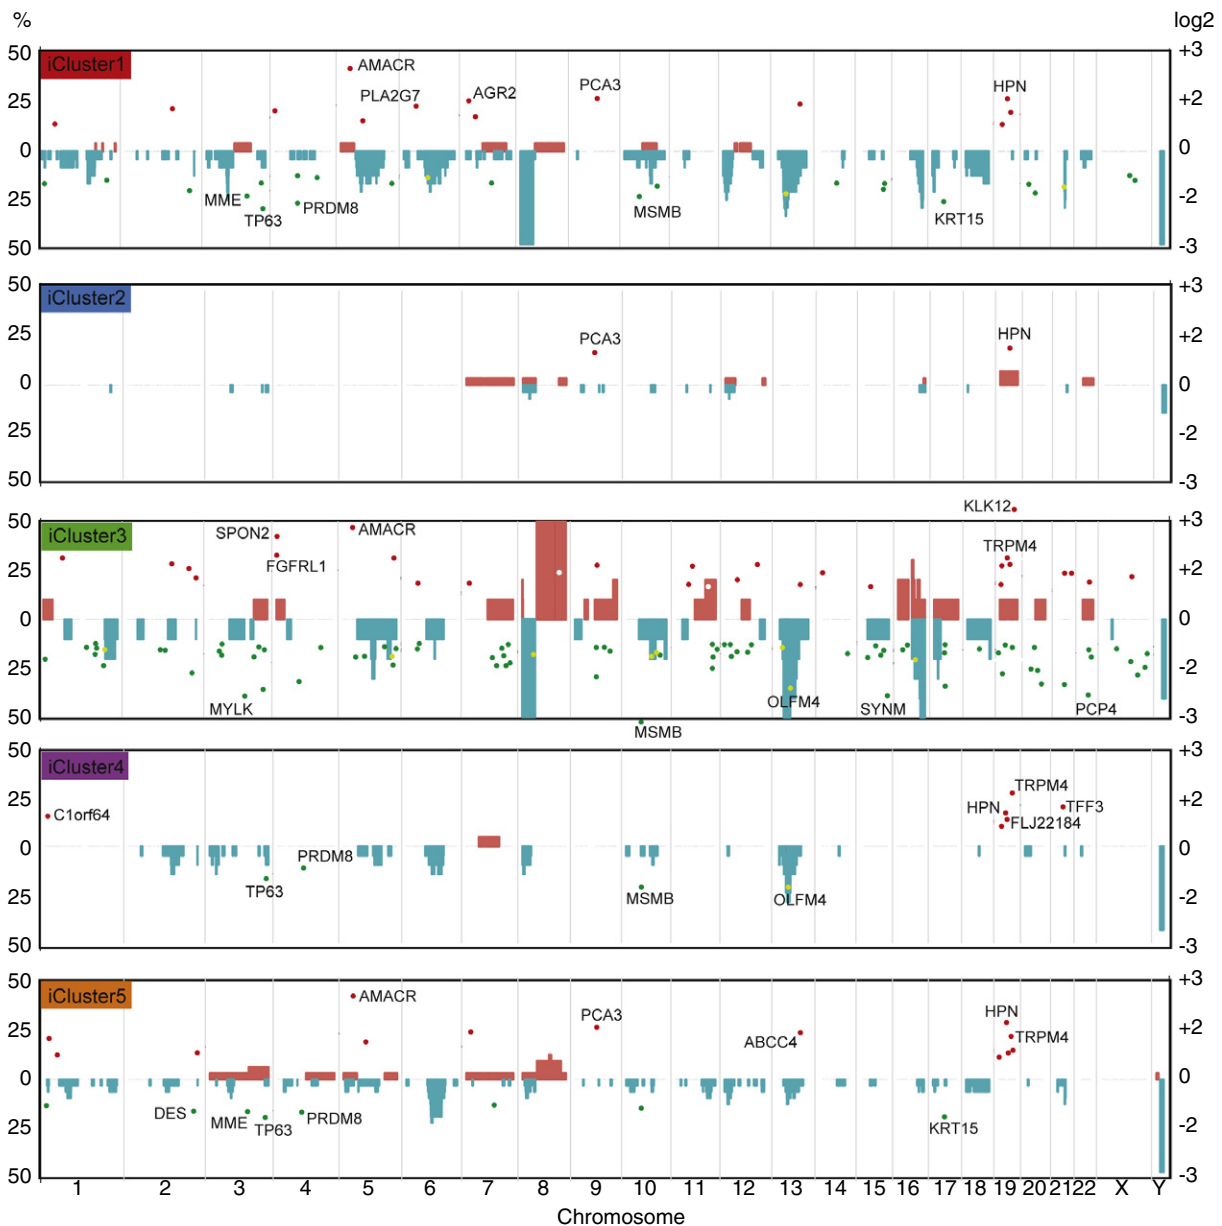 % log2
50 iCluster1 AMACR PCA3 HPN +3
PLA2G7 AGR2
25 +2
0 0
MME TP63 PRDM8 MSMB KRT15
25 -2
50 -3
50 iCluster2 +3
25 PCA3 HPN +2
0 0
25 -2
50 -3
KLK12
50 iCluster3 SPON2 AMACR +3
FGFRL1 TRPM4
25 +2
0 0
25 -2
MYLK OLFM4 SYNM PCP4
50 -3
MSMB
50 iCluster4 +3
TRPM4
25 C1orf64 HPN TFF3 +2
FLJ22184
0 0
PRDM8
TP63 MSMB OLFM4
25 -2
50 -3
50 iCluster5 AMACR +3
PCA3 HPN
25 ABCC4 TRPM4 +2
0 0
DES MME TP63 PRDM8 KRT15
25 -2
50 -3
1 2 3 4 5 6 7 8 9 10 11 12 13 14 15 16 17 18 19 20 21 22 X Y
Chromosome